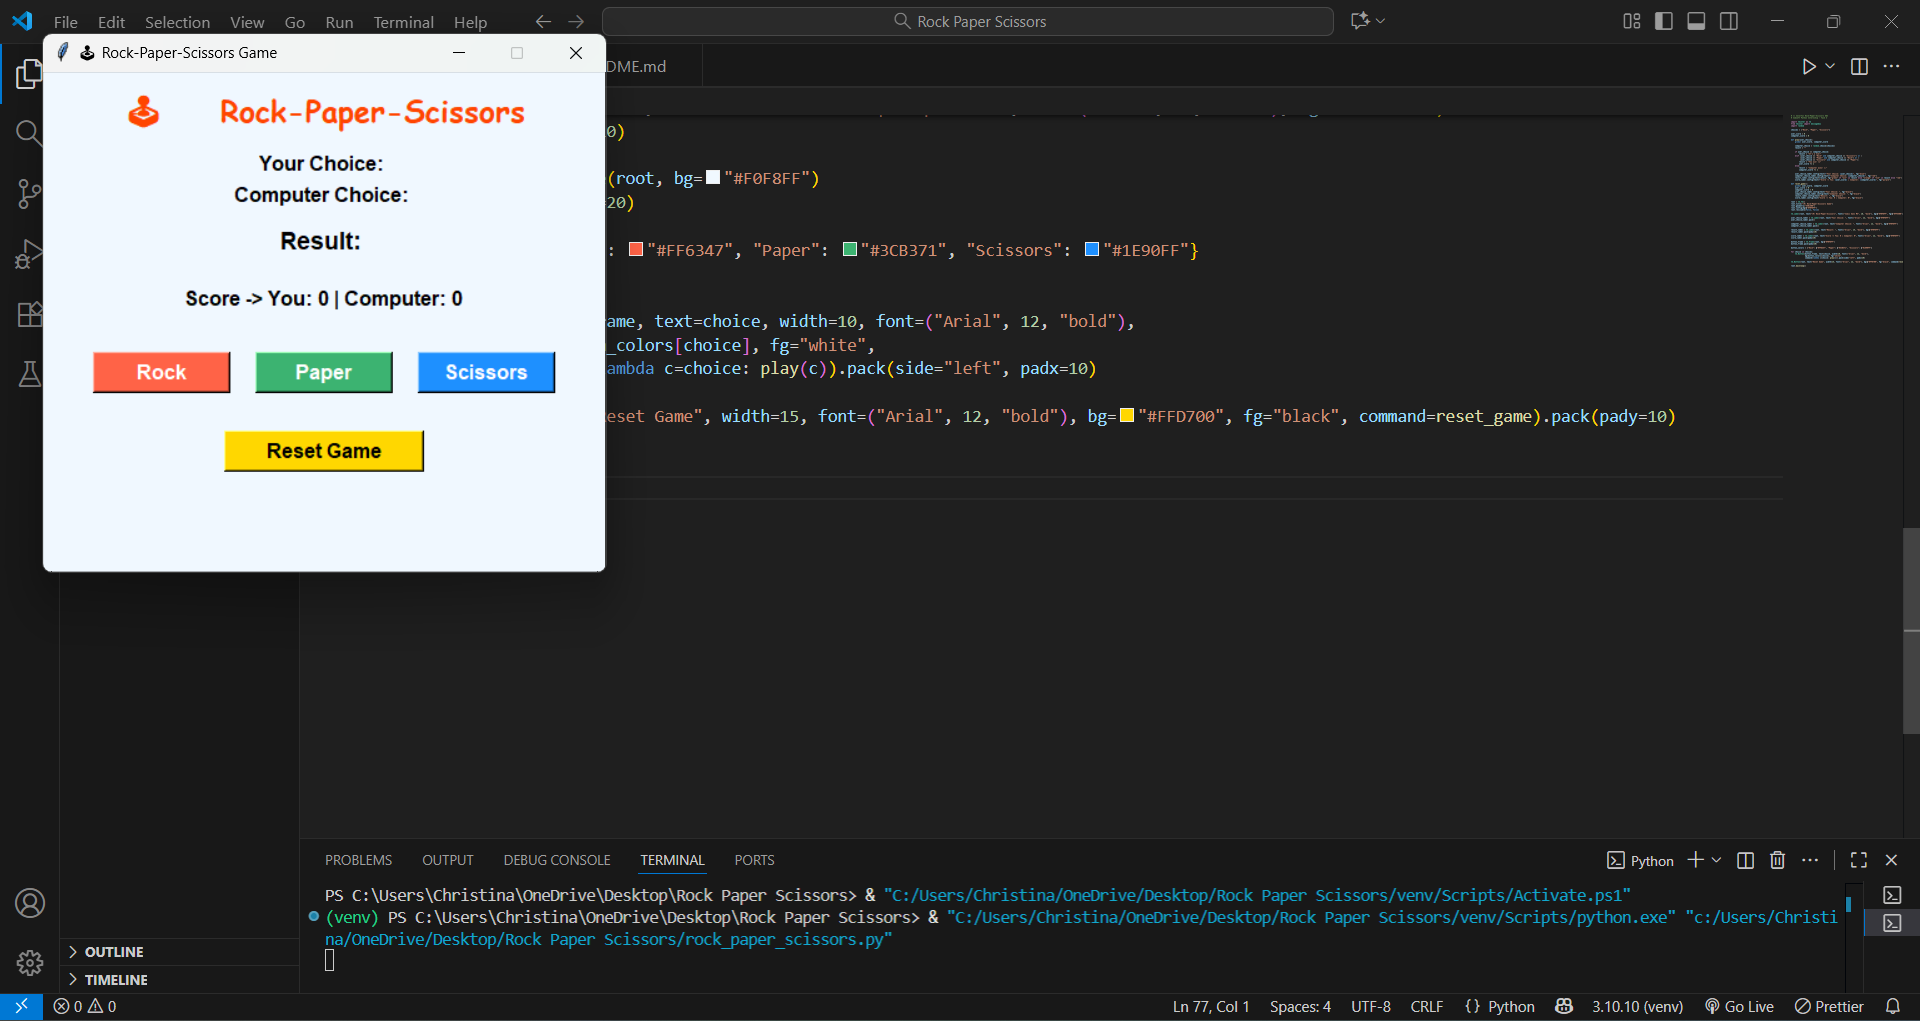 File Edit Selection View Go Run Terminal Help
Rock Paper Scissors
Rock-Paper-Scissors Game
DME.md
Rock-Paper-Scissors
Your Choice:
Computer Choice:
Result:
Score -> You: 0 | Computer: 0
Rock Paper Scissors
Reset Game
0)
(root, bg="#F0F8FF")
20)
: "#FF6347", "Paper": "#3CB371", "Scissors": "#1E90FF"}
ame, text=choice, width=10, font=("Arial", 12, "bold"),
_colors[choice], fg="white",
ambda c=choice: play(c)).pack(side="left", padx=10)
eset Game", width=15, font=("Arial", 12, "bold"), bg="#FFD700", fg="black", command=reset_game).pack(pady=10)
PROBLEMS OUTPUT DEBUG CONSOLE TERMINAL PORTS
Python
PS C:\Users\Christina\OneDrive\Desktop\Rock Paper Scissors> & "C:/Users/Christina/OneDrive/Desktop/Rock Paper Scissors/venv/Scripts/Activate.ps1"
(venv) PS C:\Users\Christina\OneDrive\Desktop\Rock Paper Scissors> & "C:/Users/Christina/OneDrive/Desktop/Rock Paper Scissors/venv/Scripts/python.exe" "c:/Users/Christi
na/OneDrive/Desktop/Rock Paper Scissors/rock_paper_scissors.py"
OUTLINE
TIMELINE
0 0
Ln 77, Col 1 Spaces: 4 UTF-8 CRLF {} Python 3.10.10 (venv) Go Live Prettier